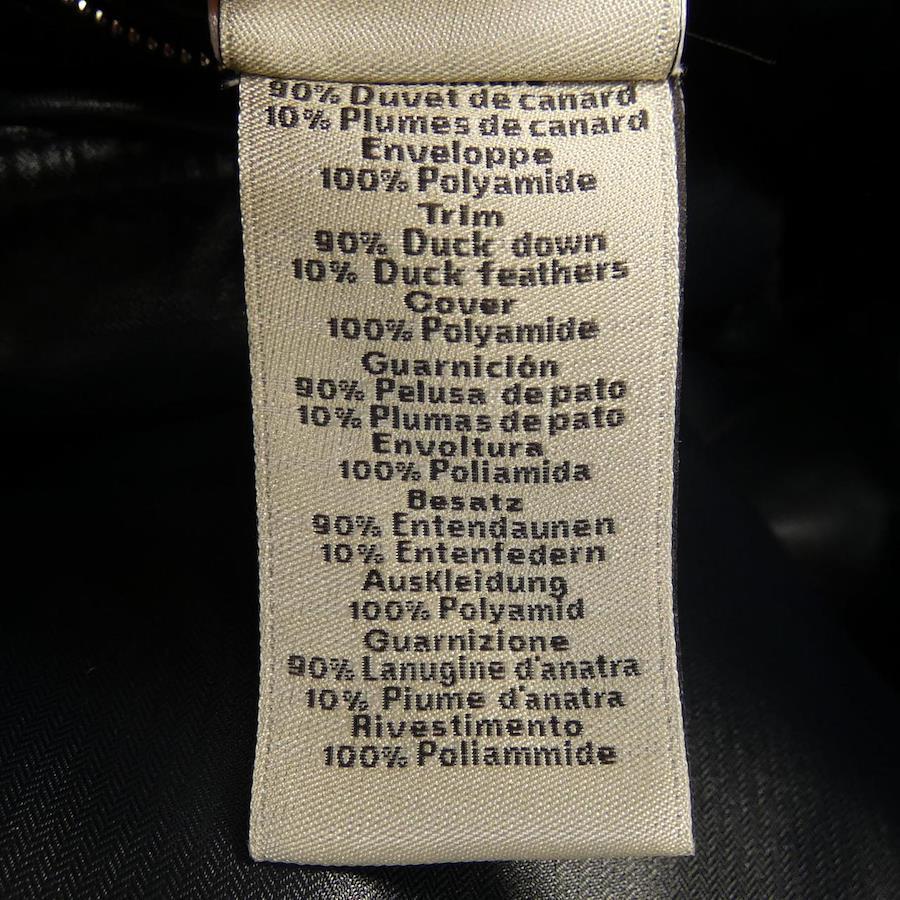 90% Duvet de canard
10% Plumes de canard
Enveloppe
100% Polyamide
Trim
90% Duck down
10% Duck feathers
Cover
100% Polyamide
Guarnición
90% Pelusa de pato
10% Plumas de pato
Envoltura
100% Poliamida
Besatz
90% Entendaunen
10% Entenfedern
AusKleidung
100% Polyamid
Guarnizione
90% Lanugine d'anatra
10% Piume d'anatra
Rivestimento
100% Poliammide